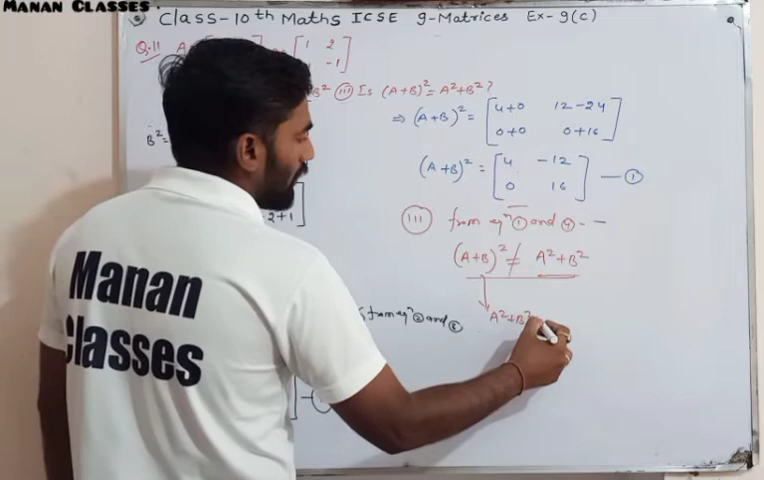 MANAN CLASSES
Class-10th Maths ICSE 9-Matrices Ex-9(c)
Q.11 A [1 2
-1]
B² (III) Is (A+B)² = A²+B²?
⇒ (A+B)² = [4+0 12-24
0+0 0+16]
B² =
(A+B)² = [4 -12
0 16] — ①
2+1]
(III) from eqⁿ ① and ④ - –
(A+B)² ≠ A²+B²
from eqⁿ ② and ③
A²+B²
Manan
Classes